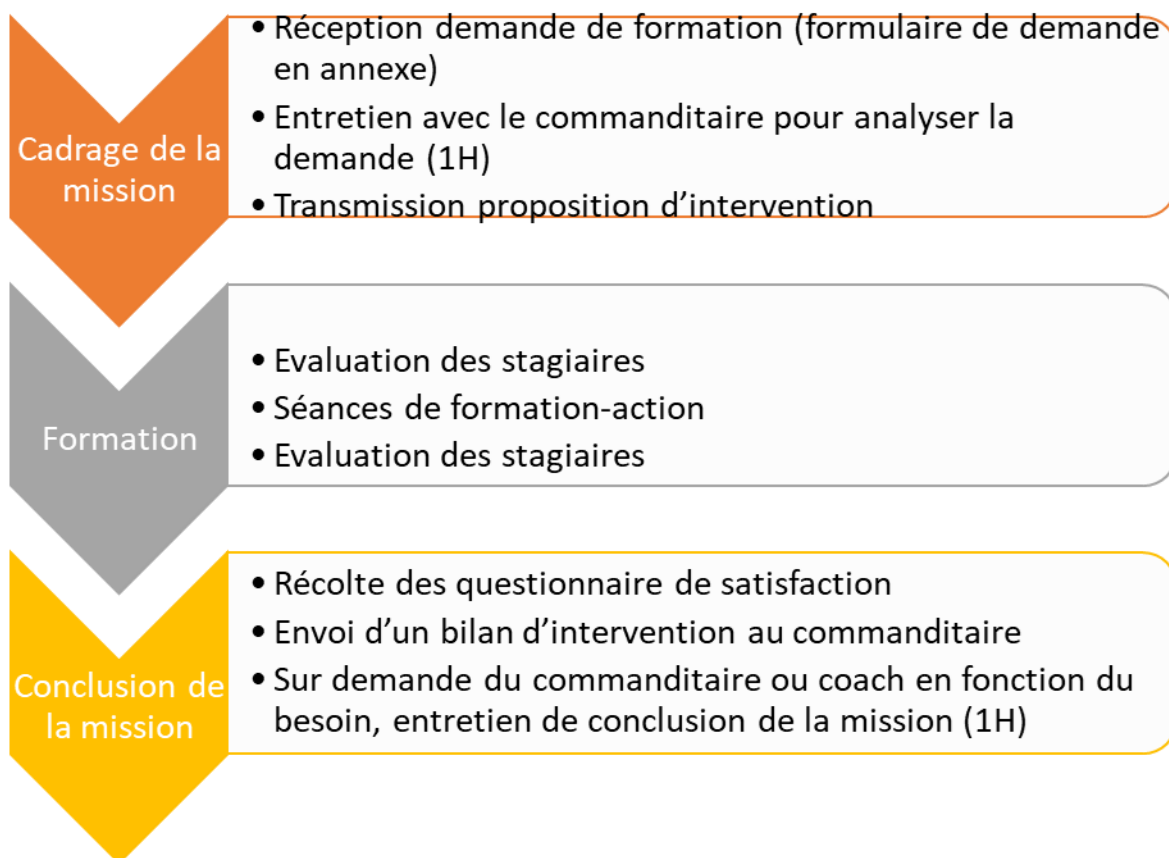 Cadrage de la
mission
• Réception demande de formation (formulaire de demande
en annexe)
• Entretien avec le commanditaire pour analyser la
demande (1H)
• Transmission proposition d’intervention
Formation
• Evaluation des stagiaires
• Séances de formation-action
• Evaluation des stagiaires
Conclusion de
la mission
• Récolte des questionnaire de satisfaction
• Envoi d’un bilan d’intervention au commanditaire
• Sur demande du commanditaire ou coach en fonction du
besoin, entretien de conclusion de la mission (1H)